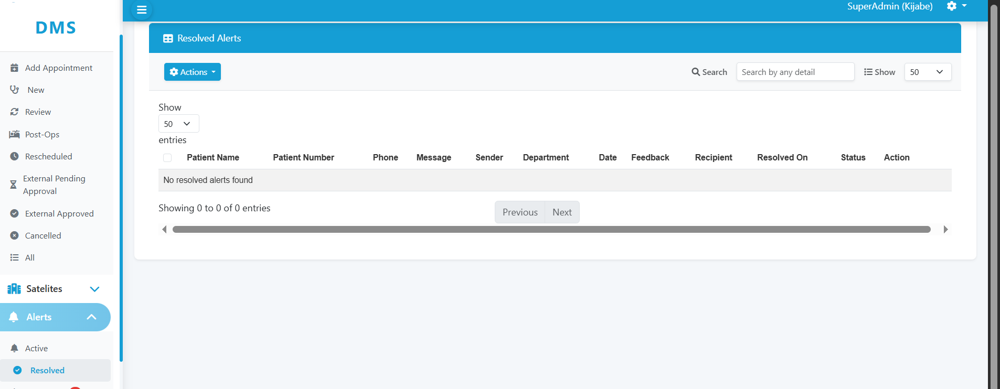 DMS
Add Appointment
New
Review
Post-Ops
Rescheduled
External Pending
Approval
External Approved
Cancelled
All
Satelites
Alerts
Active
Resolved
SuperAdmin (Kijabe)
Resolved Alerts
Actions
Search
Search by any detail
Show
50
Show
50
entries
Patient Name Patient Number Phone Message Sender Department Date Feedback Recipient Resolved On Status Action
No resolved alerts found
Showing 0 to 0 of 0 entries
Previous Next